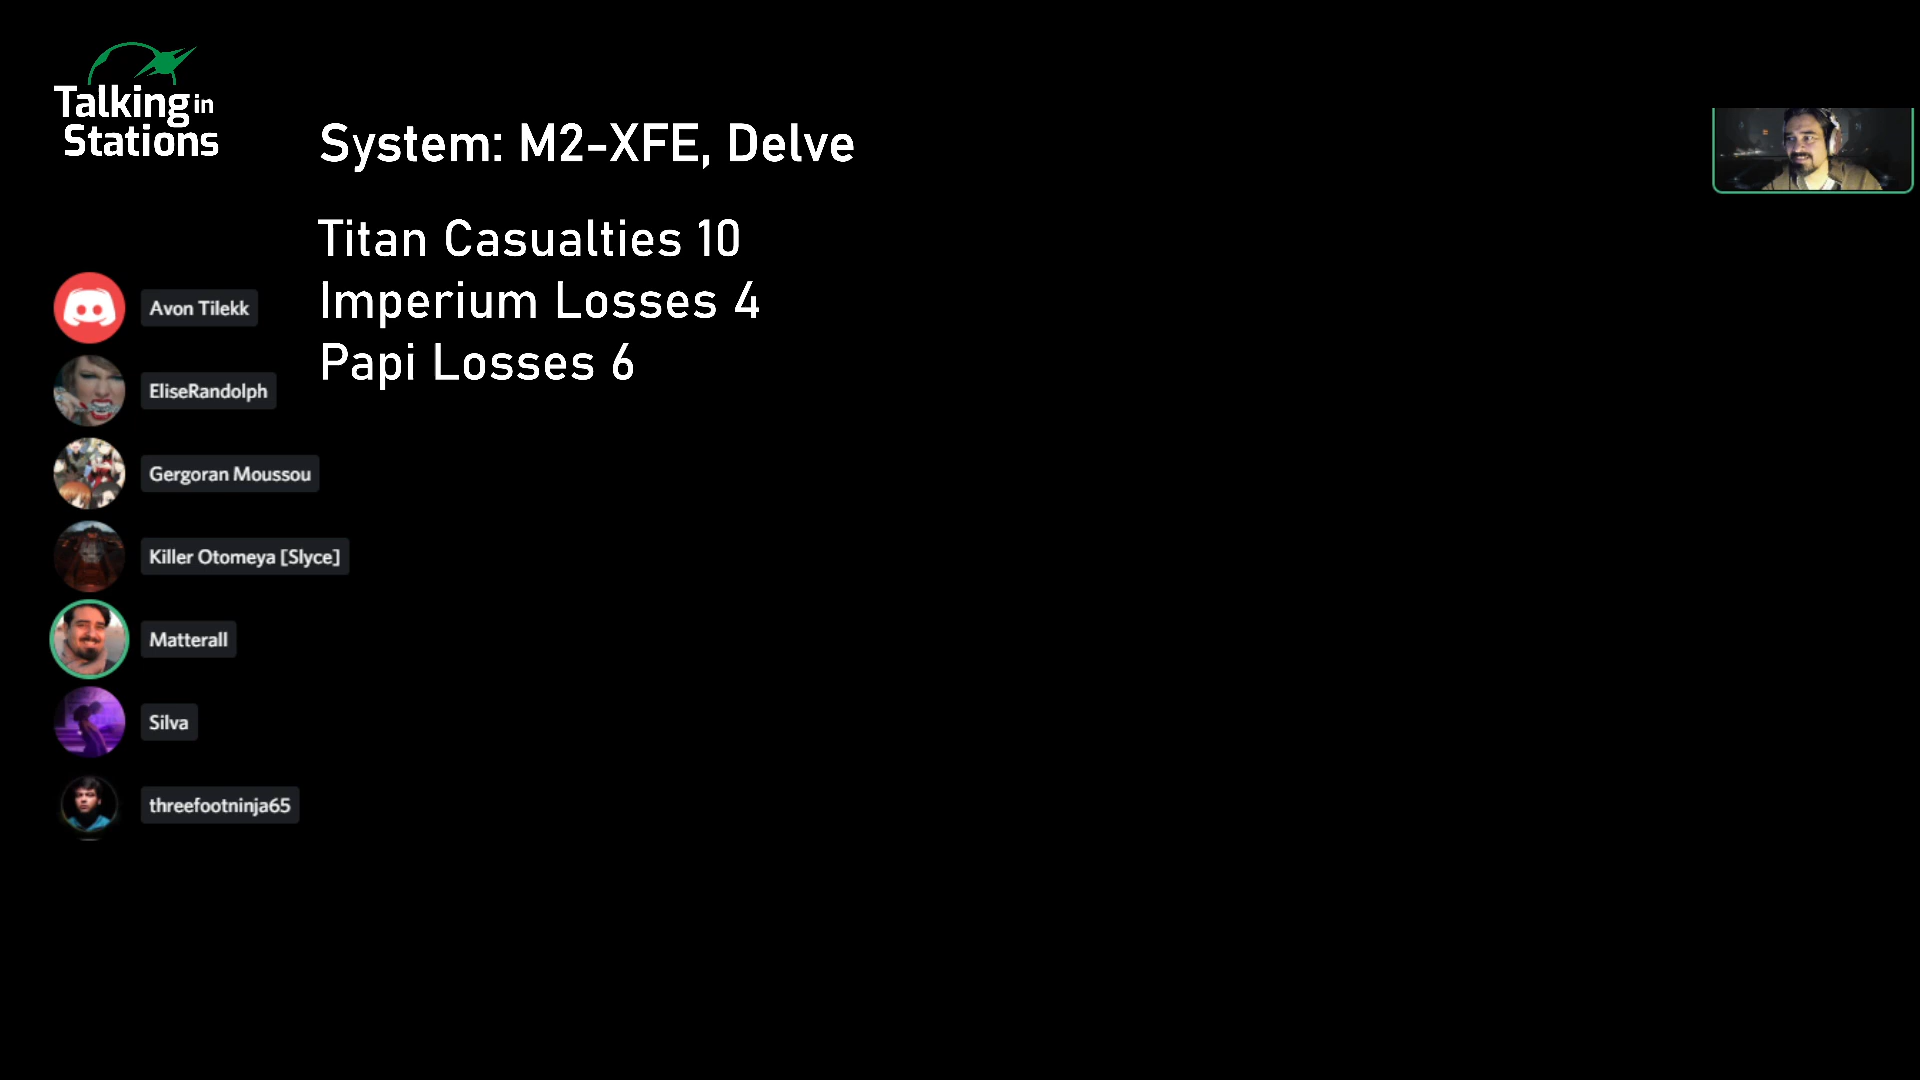 Talking in
Stations
System: M2-XFE, Delve
Titan Casualties 10
Imperium Losses 4
Papi Losses 6
Avon Tilekk
EliseRandolph
Gergoran Moussou
Killer Otomeya [Slyce]
Matterall
Silva
threefootninja65